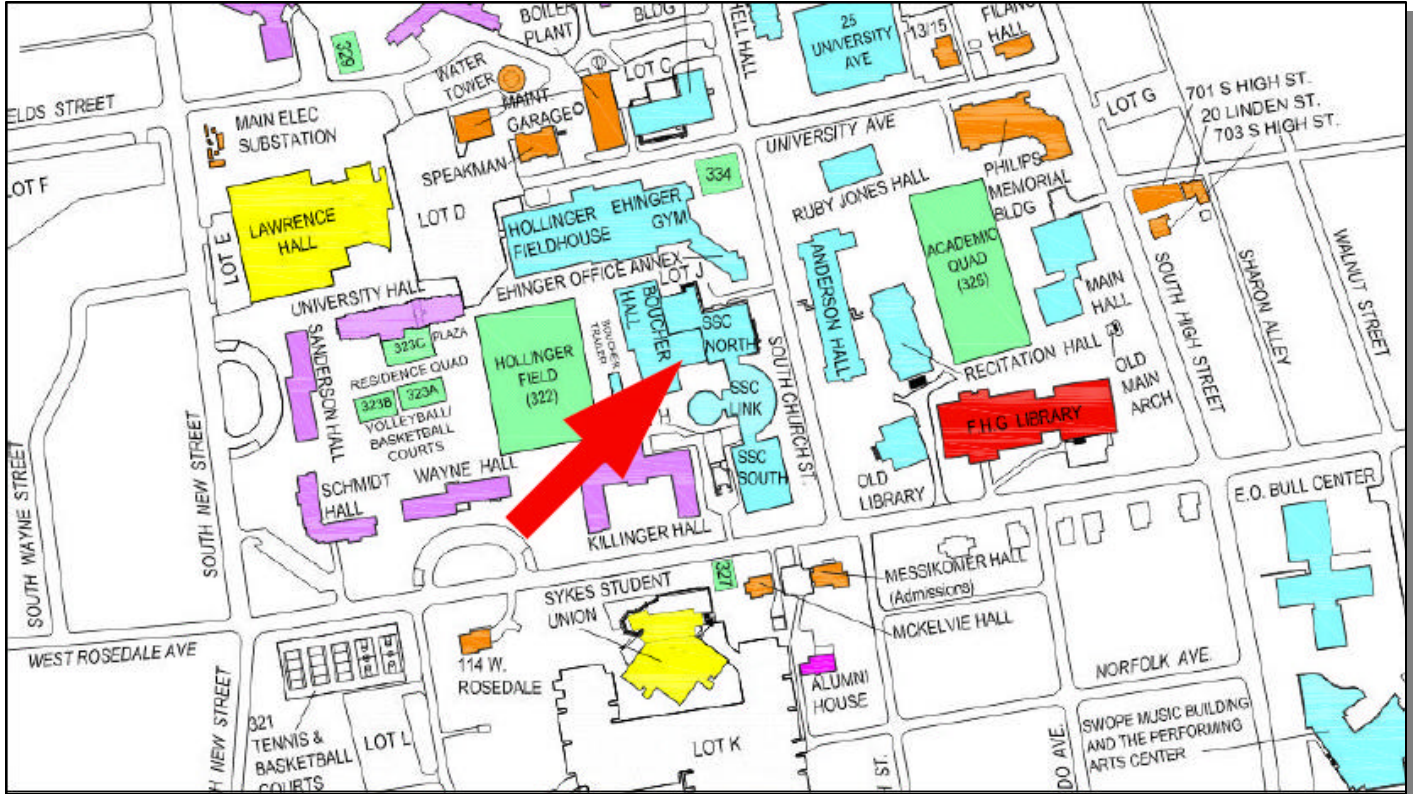 BOILER
PLANT
BLDG
25
UNIVERSITY
AVE
13/15
FILANO
HALL
329
WATER
TOWER
LOT C
MAINT.
GARAGE
LOT G
701 S HIGH ST.
20 LINDEN ST.
703 S HIGH ST.
MAIN ELEC
SUBSTATION
UNIVERSITY AVE
SPEAKMAN
334
LOT F
LAWRENCE
HALL
LOT D
LOT E
HOLLINGER
FIELDHOUSE
EHINGER
GYM
RUBY JONES HALL
PHILIPS
MEMORIAL
BLDG
ACADEMIC
QUAD
(326)
ANDERSON HALL
EHINGER OFFICE ANNEX
LOT J
UNIVERSITY HALL
323C
PLAZA
RESIDENCE QUAD
323B
323A
VOLLEYBALL/
BASKETBALL
COURTS
SANDERSON HALL
HOLLINGER
FIELD
(322)
BOUCHER
TRAILER
BOUCHER
HALL
SSC
NORTH
SSC
LINK
SSC
SOUTH
SOUTH CHURCH ST.
MAIN
HALL
RECITATION HALL
OLD
MAIN
ARCH
F.H.G LIBRARY
OLD
LIBRARY
SOUTH HIGH STREET
SHARON ALLEY
WALNUT STREET
SOUTH WAYNE STREET
SOUTH NEW STREET
SCHMIDT
HALL
WAYNE HALL
KILLINGER HALL
E.O. BULL CENTER
SYKES STUDENT
UNION
327
MESSIKOMER HALL
(Admissions)
MCKELVIE HALL
WEST ROSEDALE AVE
114 W.
ROSEDALE
ALUMNI
HOUSE
NORFOLK AVE.
321
TENNIS &
BASKETBALL
COURTS
LOT L
LOT K
SWOPE MUSIC BUILDING
AND THE PERFORMING
ARTS CENTER